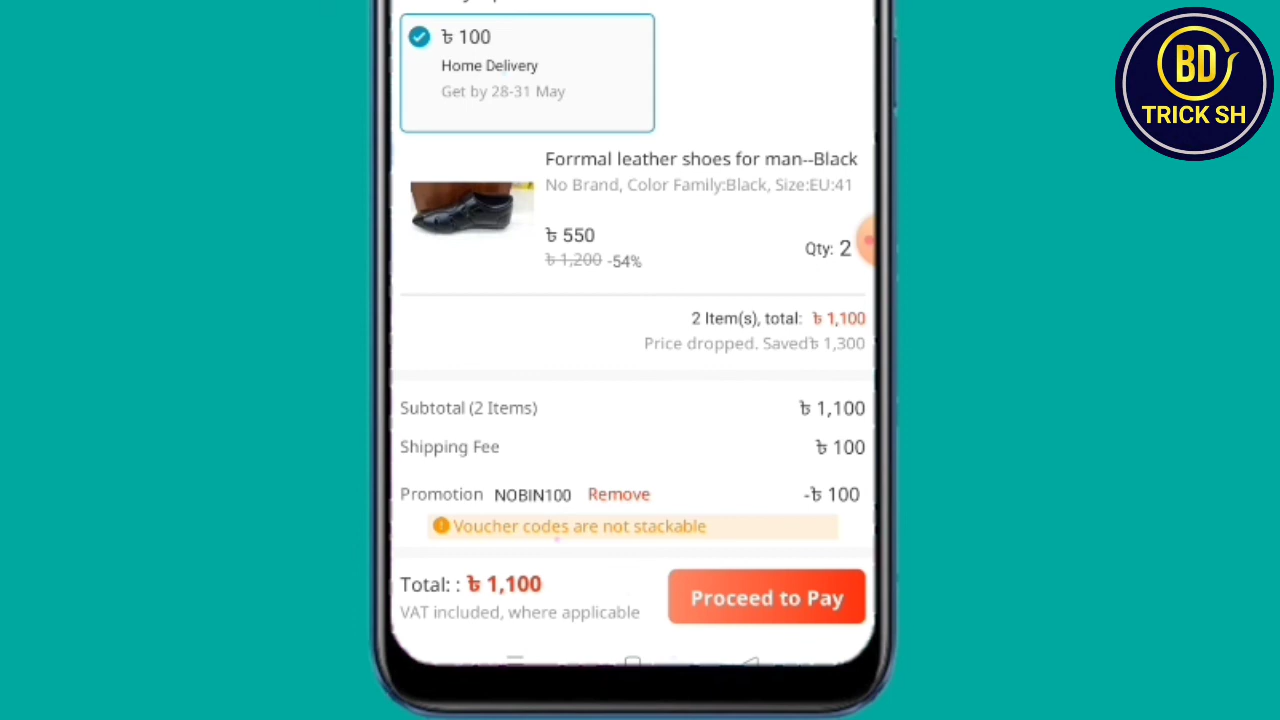 ৳ 100
Home Delivery
Get by 28-31 May
Forrmal leather shoes for man--Black
No Brand, Color Family:Black, Size:EU:41
৳ 550
৳ 1,200 -54%
Qty: 2
2 Item(s), total: ৳ 1,100
Price dropped. Saved৳ 1,300
Subtotal (2 Items) ৳ 1,100
Shipping Fee ৳ 100
Promotion NOBIN100 Remove -৳ 100
Voucher codes are not stackable
Total: : ৳ 1,100
VAT included, where applicable
Proceed to Pay
BD
TRICK SH